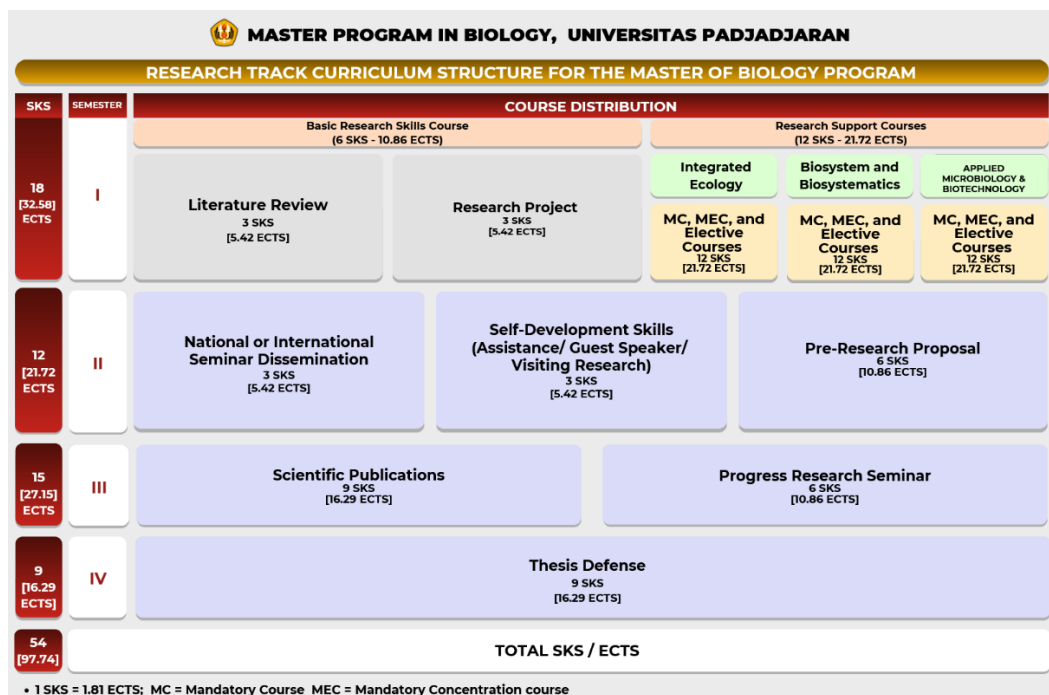 MASTER PROGRAM IN BIOLOGY, UNIVERSITAS PADJADJARAN
RESEARCH TRACK CURRICULUM STRUCTURE FOR THE MASTER OF BIOLOGY PROGRAM
SKS
SEMESTER
COURSE DISTRIBUTION
Basic Research Skills Course
(6 SKS - 10.86 ECTS)
Research Support Courses
(12 SKS - 21.72 ECTS)
18
[32.58]
ECTS
I
Literature Review
3 SKS
[5.42 ECTS]
Research Project
3 SKS
[5.42 ECTS]
Integrated
Ecology
Biosystem and
Biosystematics
APPLIED
MICROBIOLOGY &
BIOTECHNOLOGY
MC, MEC, and
Elective
Courses
12 SKS
[21.72 ECTS]
MC, MEC, and
Elective
Courses
12 SKS
[21.72 ECTS]
MC, MEC, and
Elective
Courses
12 SKS
[21.72 ECTS]
12
[21.72
ECTS
II
National or International
Seminar Dissemination
3 SKS
[5.42 ECTS]
Self-Development Skills
(Assistance/ Guest Speaker/
Visiting Research)
3 SKS
[5.42 ECTS]
Pre-Research Proposal
6 SKS
[10.86 ECTS]
15
[27.15]
ECTS
III
Scientific Publications
9 SKS
[16.29 ECTS]
Progress Research Seminar
6 SKS
[10.86 ECTS]
9
[16.29
ECTS]
IV
Thesis Defense
9 SKS
[16.29 ECTS]
54
[97.74]
TOTAL SKS / ECTS
• 1 SKS = 1.81 ECTS; MC = Mandatory Course MEC = Mandatory Concentration course